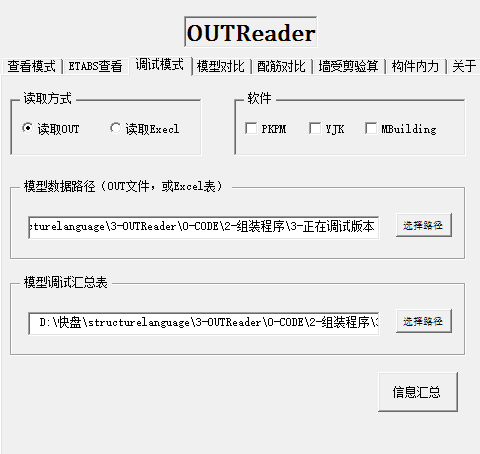 OUTReader
查看模式 ETABS查看 调试模式 模型对比 配筋对比 墙受剪验算 构件内力 关于
读取方式 软件
读取OUT 读取Execl PKPM YJK MBuilding
模型数据路径（OUT文件，或Excel表）
cturelanguage\3-OUTReader\0-CODE\2-组装程序\3-正在调试版本 选择路径
模型调试汇总表
D:\快盘\structurelanguage\3-OUTReader\0-CODE\2-组装程序\3 选择路径
信息汇总